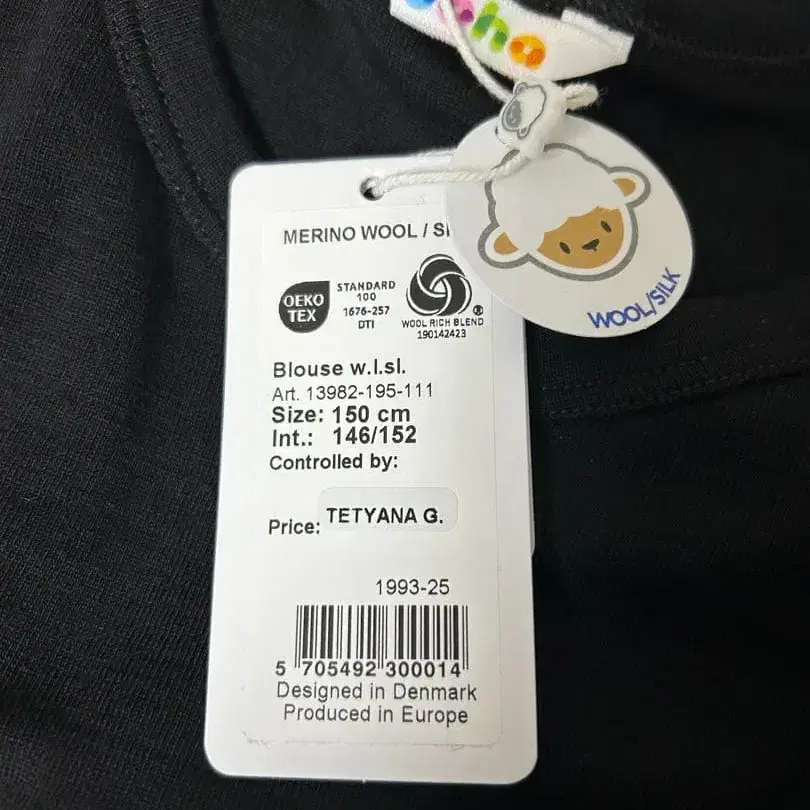 MERINO WOOL /
OEKO
TEX
STANDARD
100
1676-257
DTI
WOOL RICH BLEND
190142423
®
WOOL/SILK
Blouse w.l.sl.
Art. 13982-195-111
Size: 150 cm
Int.: 146/152
Controlled by:
Price: TETYANA G.
1993-25
5 705492 300014
Designed in Denmark
Produced in Europe